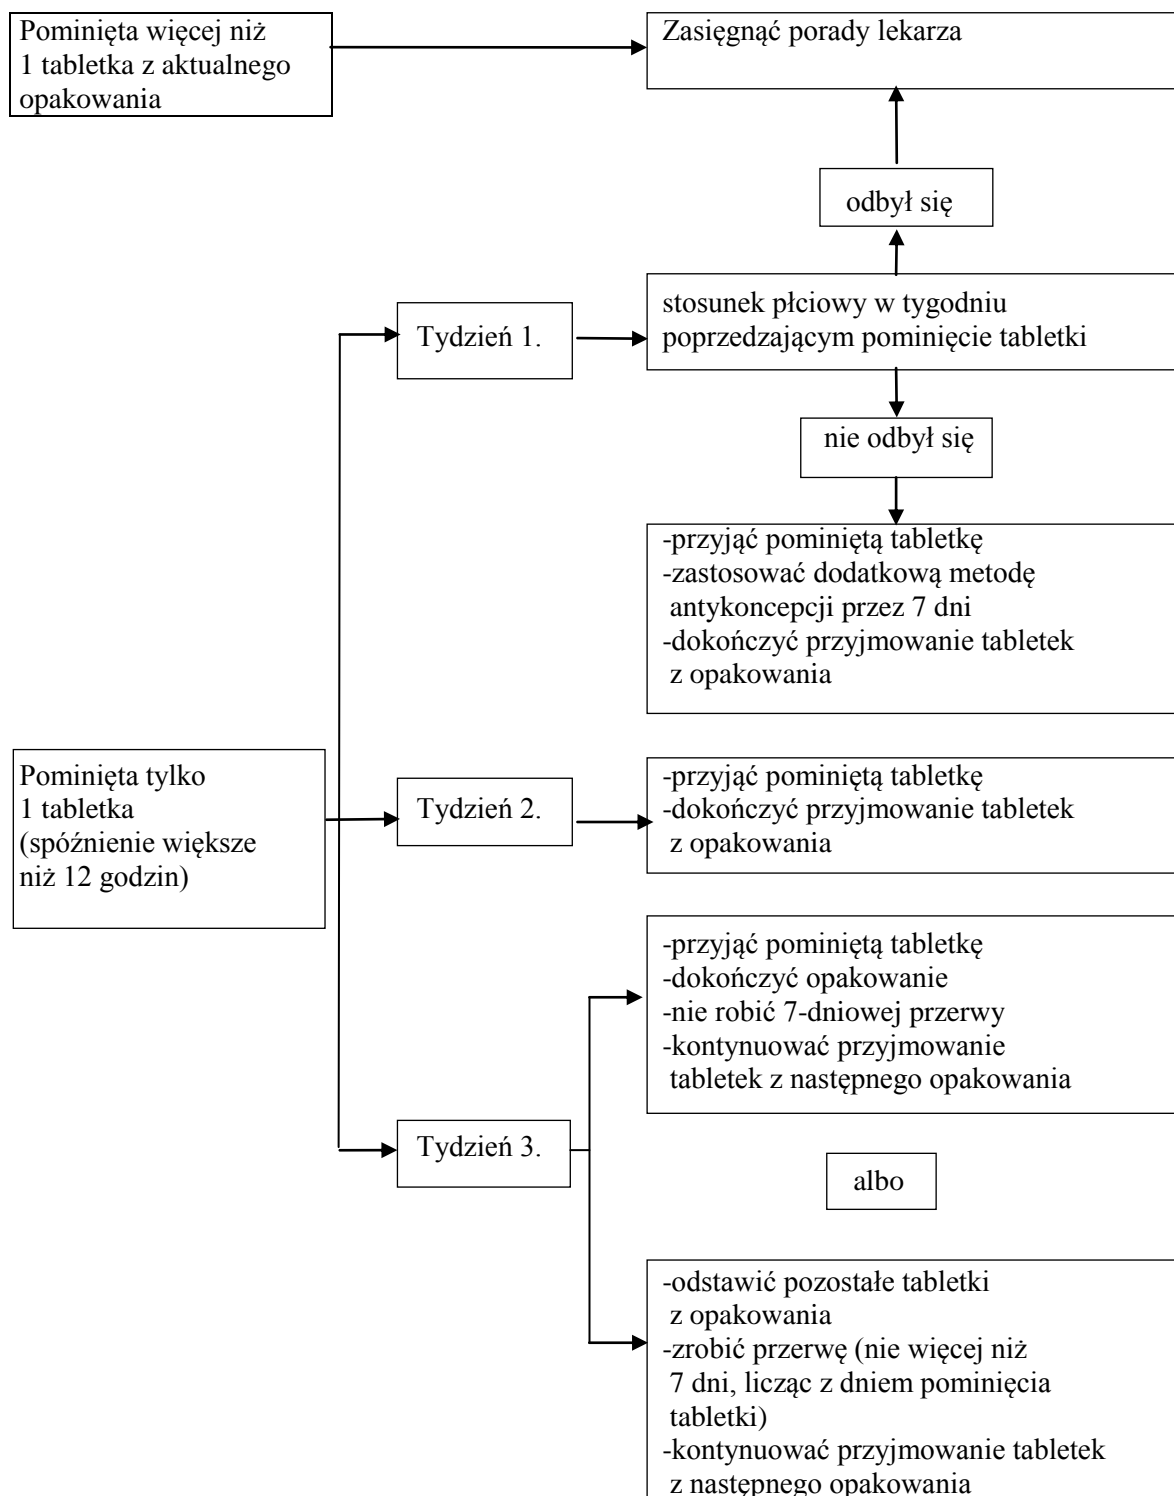 Pominięta więcej niż
1 tabletka z aktualnego
opakowania
Zasięgnąć porady lekarza
odbył się
stosunek płciowy w tygodniu
poprzedzającym pominięcie tabletki
Tydzień 1.
nie odbył się
-przyjąć pominiętą tabletkę
-zastosować dodatkową metodę
antykoncepcji przez 7 dni
-dokończyć przyjmowanie tabletek
z opakowania
Pominięta tylko
1 tabletka
(spóźnienie większe
niż 12 godzin)
Tydzień 2.
-przyjąć pominiętą tabletkę
-dokończyć przyjmowanie tabletek
z opakowania
-przyjąć pominiętą tabletkę
-dokończyć opakowanie
-nie robić 7-dniowej przerwy
-kontynuować przyjmowanie
tabletek z następnego opakowania
Tydzień 3.
albo
-odstawić pozostałe tabletki
z opakowania
-zrobić przerwę (nie więcej niż
7 dni, licząc z dniem pominięcia
tabletki)
-kontynuować przyjmowanie tabletek
z następnego opakowania